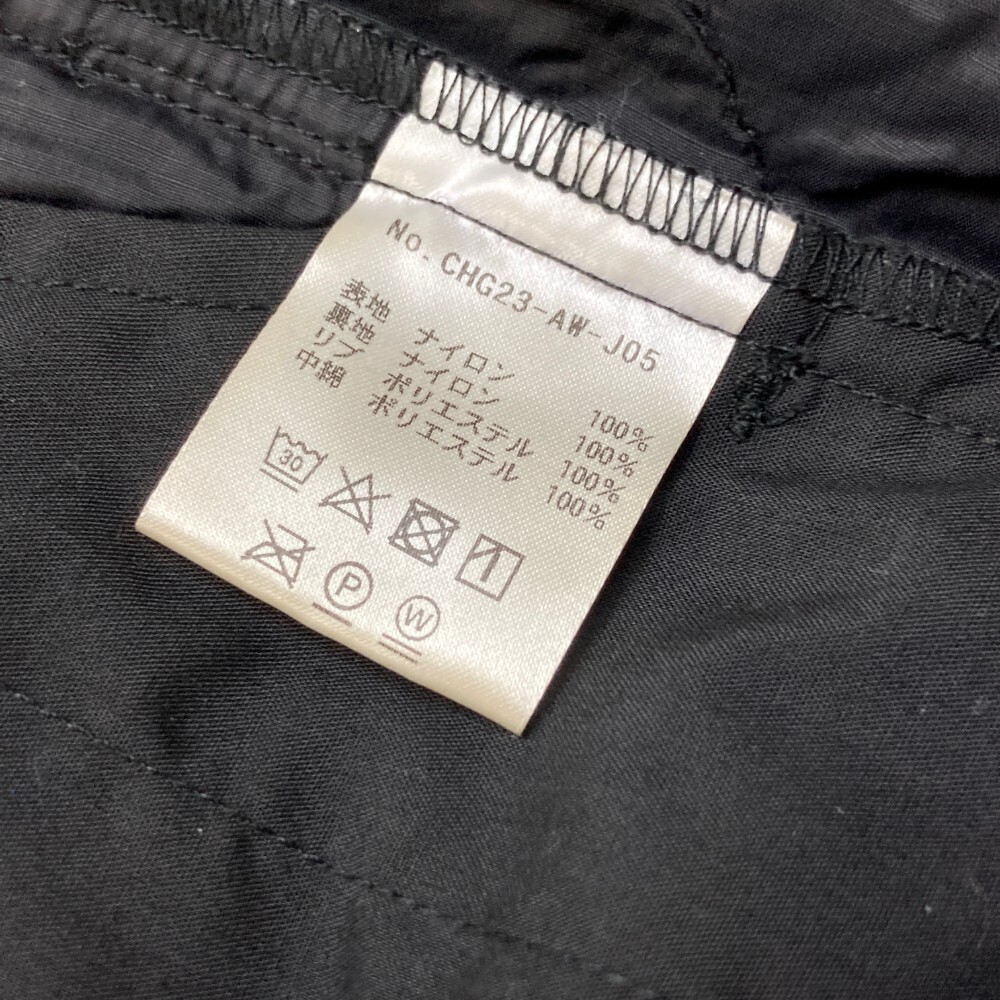 No. CHG23-AW-J05
表地 ナイロン 100%
裏地 ナイロン 100%
リブ ポリエステル 100%
中綿 ポリエステル 100%
30
P W